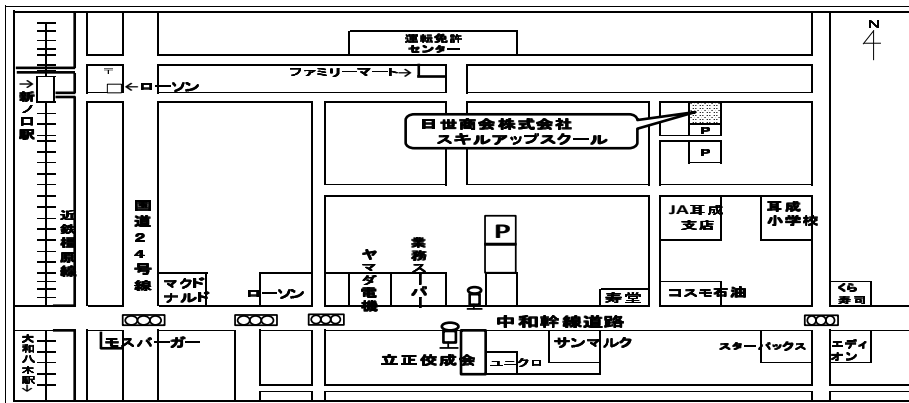 N
運転免許
センター
〒
ファミリーマート→
←ローソン
→新ノ口駅
日世商会株式会社
スキルアップスクール
P
P
近鉄橿原線
国道24号線
JA耳成
支店
耳成
小学校
P
マクド
ナルド
ローソン
ヤマダ電機
業務スーパー
寿堂
コスモ石油
くら
寿司
中和幹線道路
大和八木駅↓
モスバーガー
立正佼成会
ユニクロ
サンマルク
スターバックス
エディ
オン